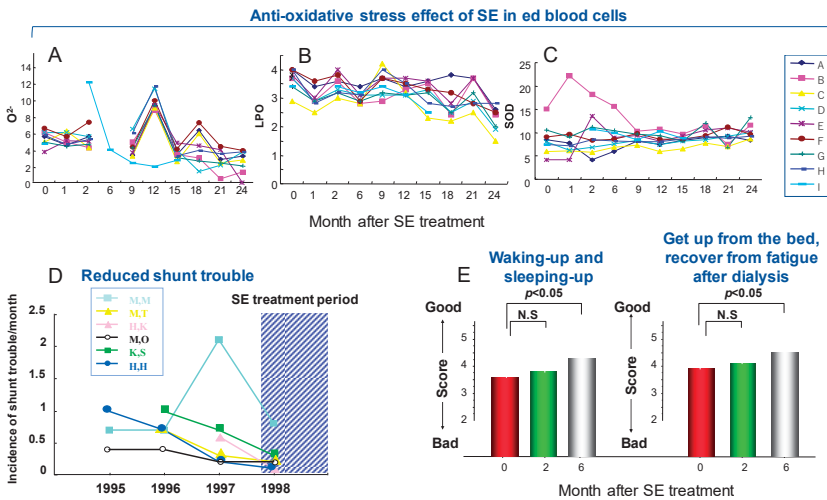 Anti-oxidative stress effect of SE in ed blood cells
A
B
C
O²⁻
16
14
12
10
8
6
4
2
0
0 1 2 6 9 12 15 18 21 24
LPO
4
3
2
1
0
0 1 2 6 9 12 15 18 21 24
SOD
25
20
15
10
5
0
0 1 2 6 9 12 15 18 21 24
A
B
C
D
E
F
G
H
I
Month after SE treatment
D
Reduced shunt trouble
M,M
M,T
H,K
M,O
K,S
H,H
SE treatment period
Incidence of shunt trouble/month
2.5
2
1.5
1
0.5
0
1995 1996 1997 1998
E
Waking-up and
sleeping-up
p<0.05
N.S
Good
Score
Bad
5
4
3
2
0 2 6
Get up from the bed,
recover from fatigue
after dialysis
p<0.05
N.S
Good
Score
Bad
5
4
3
2
0 2 6
Month after SE treatment